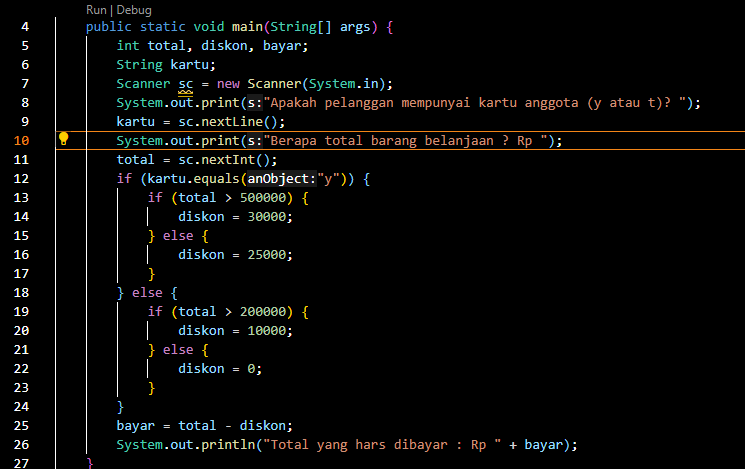 Run | Debug
4 public static void main(String[] args) {
5 int total, diskon, bayar;
6 String kartu;
7 Scanner sc = new Scanner(System.in);
8 System.out.print(s:"Apakah pelanggan mempunyai kartu anggota (y atau t)? ");
9 kartu = sc.nextLine();
10 System.out.print(s:"Berapa total barang belanjaan ? Rp ");
11 total = sc.nextInt();
12 if (kartu.equals(anObject:"y")) {
13 if (total > 500000) {
14 diskon = 30000;
15 } else {
16 diskon = 25000;
17 }
18 } else {
19 if (total > 200000) {
20 diskon = 10000;
21 } else {
22 diskon = 0;
23 }
24 }
25 bayar = total - diskon;
26 System.out.println("Total yang hars dibayar : Rp " + bayar);
27 }